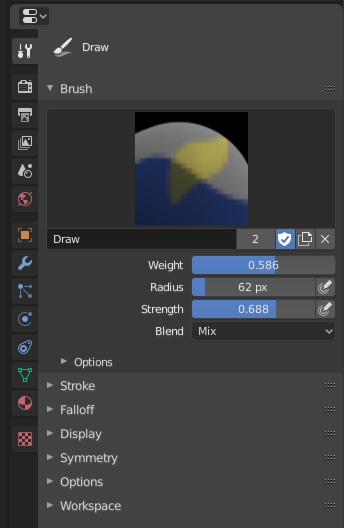 Draw
Brush
Draw 2
Weight 0.586
Radius 62 px
Strength 0.688
Blend Mix
Options
Stroke
Falloff
Display
Symmetry
Options
Workspace